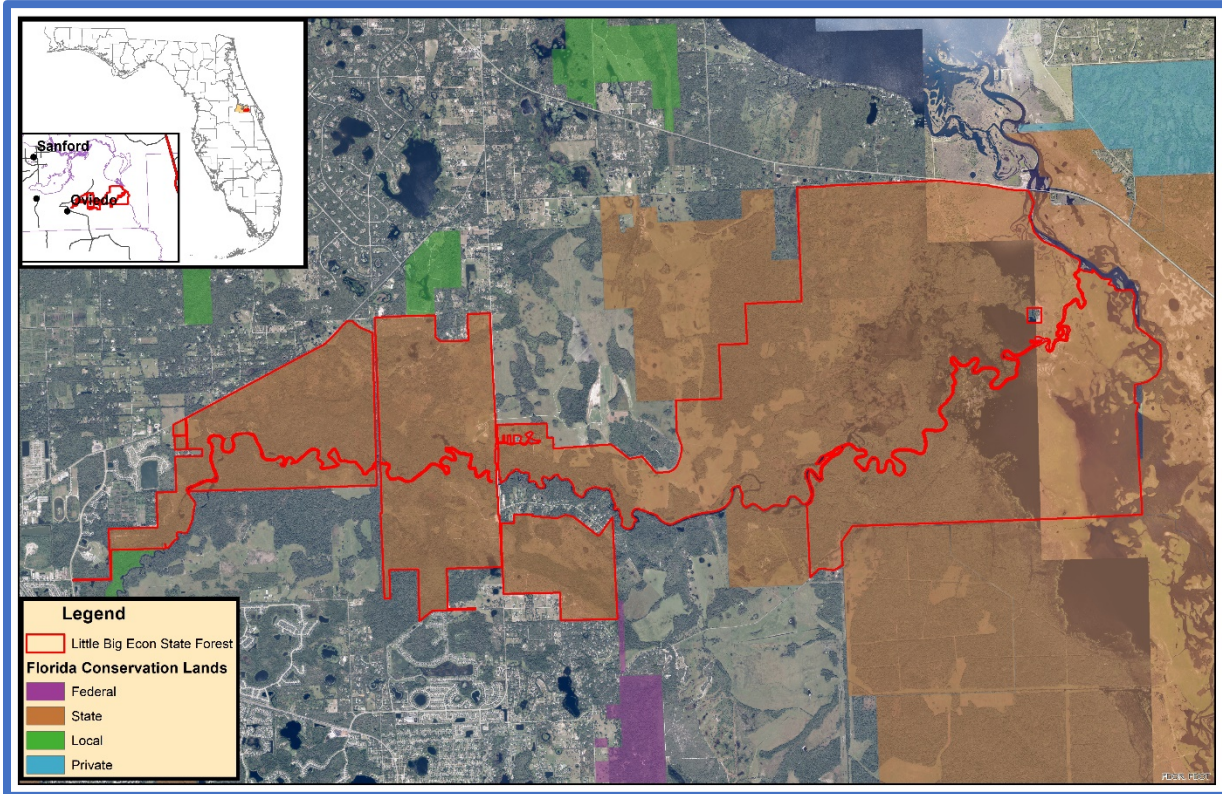 Sanford
Oviedo
Legend
Little Big Econ State Forest
Florida Conservation Lands
Federal
State
Local
Private